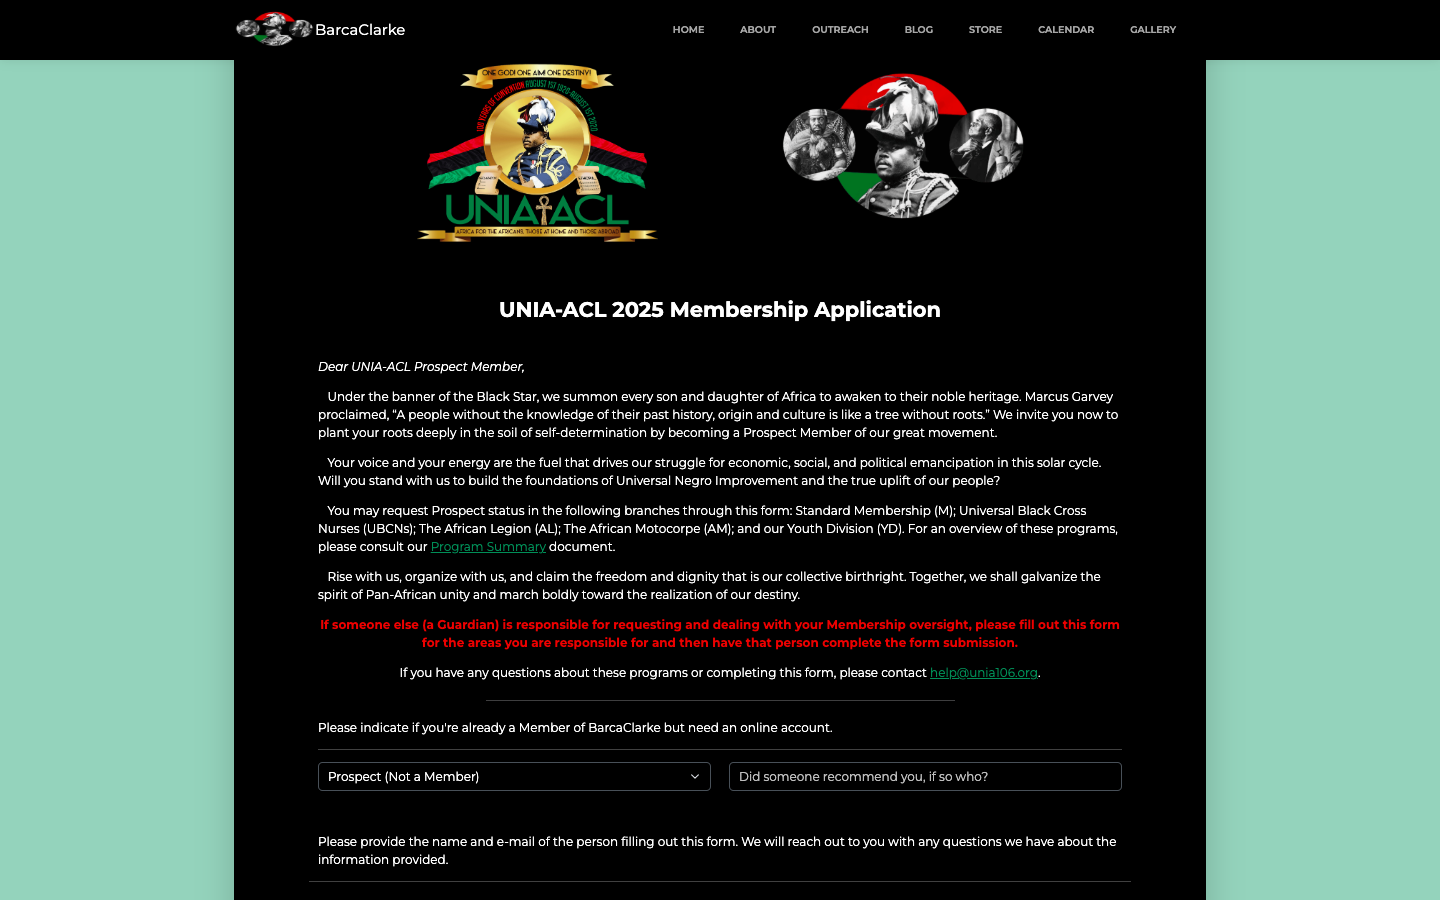 BarcaClarke
HOME ABOUT OUTREACH BLOG STORE CALENDAR GALLERY
ONE GOD! ONE AIM! ONE DESTINY!
100 YEARS OF CONVENTION AUGUST 1ST 1920-AUGUST 1ST 2020
UNIA ACL
AFRICA FOR THE AFRICANS, THOSE AT HOME AND THOSE ABROAD
UNIA-ACL 2025 Membership Application
Dear UNIA-ACL Prospect Member,
Under the banner of the Black Star, we summon every son and daughter of Africa to awaken to their noble heritage. Marcus Garvey
proclaimed, “A people without the knowledge of their past history, origin and culture is like a tree without roots.” We invite you now to
plant your roots deeply in the soil of self-determination by becoming a Prospect Member of our great movement.
Your voice and your energy are the fuel that drives our struggle for economic, social, and political emancipation in this solar cycle.
Will you stand with us to build the foundations of Universal Negro Improvement and the true uplift of our people?
You may request Prospect status in the following branches through this form: Standard Membership (M); Universal Black Cross
Nurses (UBCNs); The African Legion (AL); The African Motocorpe (AM); and our Youth Division (YD). For an overview of these programs,
please consult our Program Summary document.
Rise with us, organize with us, and claim the freedom and dignity that is our collective birthright. Together, we shall galvanize the
spirit of Pan-African unity and march boldly toward the realization of our destiny.
If someone else (a Guardian) is responsible for requesting and dealing with your Membership oversight, please fill out this form
for the areas you are responsible for and then have that person complete the form submission.
If you have any questions about these programs or completing this form, please contact help@unia106.org.
Please indicate if you're already a Member of BarcaClarke but need an online account.
Prospect (Not a Member)
Did someone recommend you, if so who?
Please provide the name and e-mail of the person filling out this form. We will reach out to you with any questions we have about the
information provided.